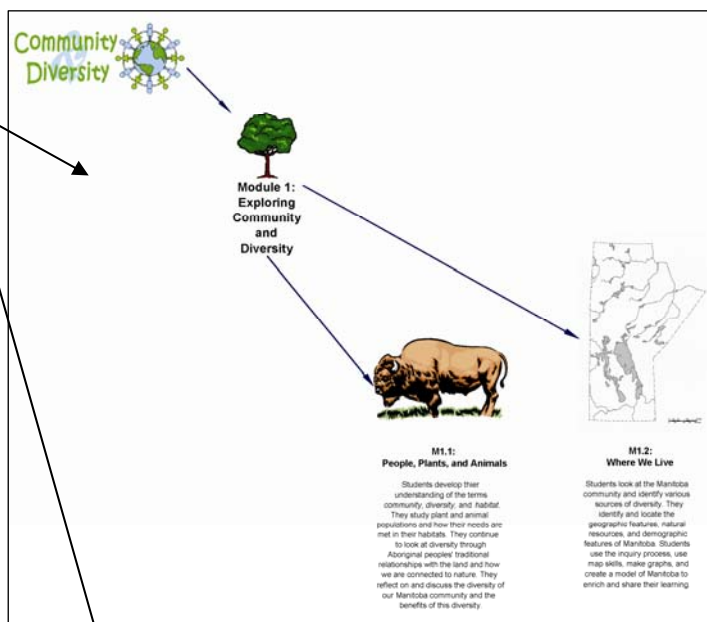 Community
Diversity
Module 1:
Exploring
Community
and
Diversity
M1.1:
People, Plants, and Animals
Students develop thier
understanding of the terms
community, diversity, and habitat.
They study plant and animal
populations and how their needs are
met in their habitats. They continue
to look at diversity through
Aboriginal peoples' traditional
relationships with the land and how
we are connected to nature. They
reflect on and discuss the diversity of
our Manitoba community and the
benefits of this diversity.
M1.2:
Where We Live
Students look at the Manitoba
community and identify various
sources of diversity. They
identify and locate the
geographic features, natural
resources, and demographic
features of Manitoba. Students
use the inquiry process, use
map skills, make graphs, and
create a model of Manitoba to
enrich and share their learning.